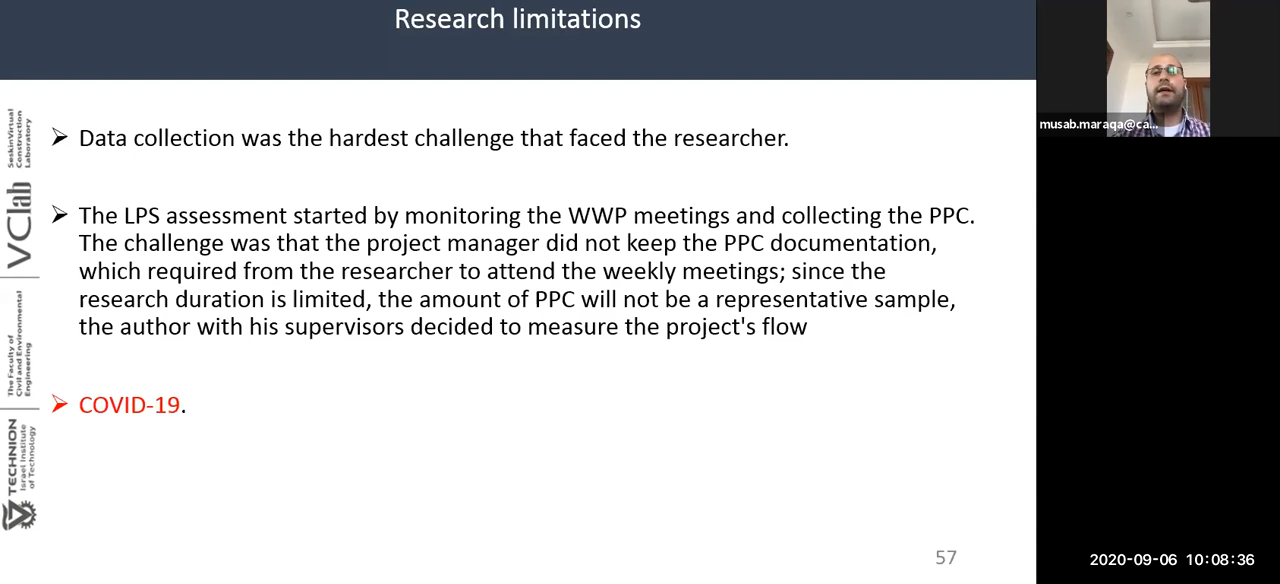 Research limitations
Data collection was the hardest challenge that faced the researcher.
The LPS assessment started by monitoring the WWP meetings and collecting the PPC.
The challenge was that the project manager did not keep the PPC documentation,
which required from the researcher to attend the weekly meetings; since the
research duration is limited, the amount of PPC will not be a representative sample,
the author with his supervisors decided to measure the project's flow
COVID-19.
57
SeskinVirtual
Construction
Laboratory
VClab
The Faculty of
Civil and Environmental
Engineering
TECHNION
Israel Institute
of Technology
musab.maraqa@ca...
2020-09-06 10:08:36